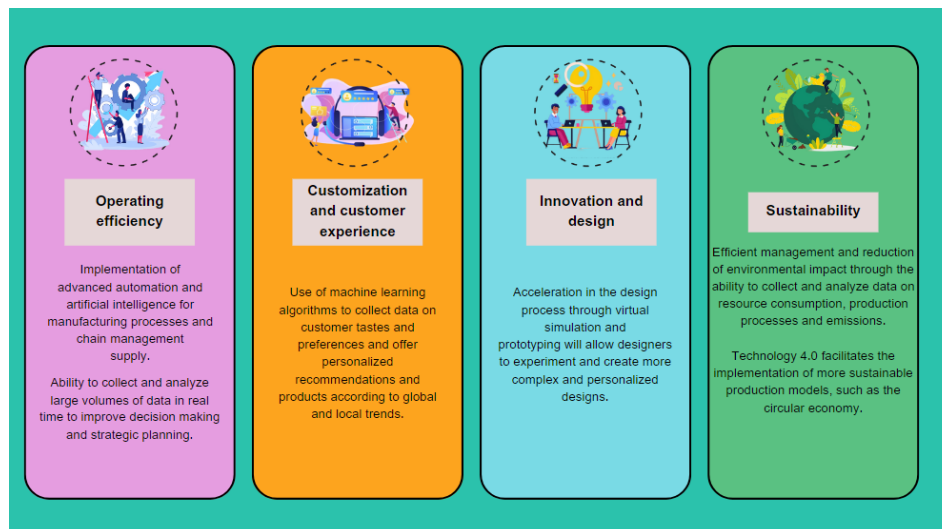 Operating
efficiency
Implementation of
advanced automation and
artificial intelligence for
manufacturing processes and
chain management
supply.
Ability to collect and analyze
large volumes of data in real
time to improve decision making
and strategic planning.
Customization
and customer
experience
Use of machine learning
algorithms to collect data on
customer tastes and
preferences and offer
personalized
recommendations and
products according to global
and local trends.
Innovation and
design
Acceleration in the design
process through virtual
simulation and
prototyping will allow designers
to experiment and create more
complex and personalized
designs.
Sustainability
Efficient management and reduction
of environmental impact through the
ability to collect and analyze data on
resource consumption, production
processes and emissions.
Technology 4.0 facilitates the
implementation of more sustainable
production models, such as the
circular economy.